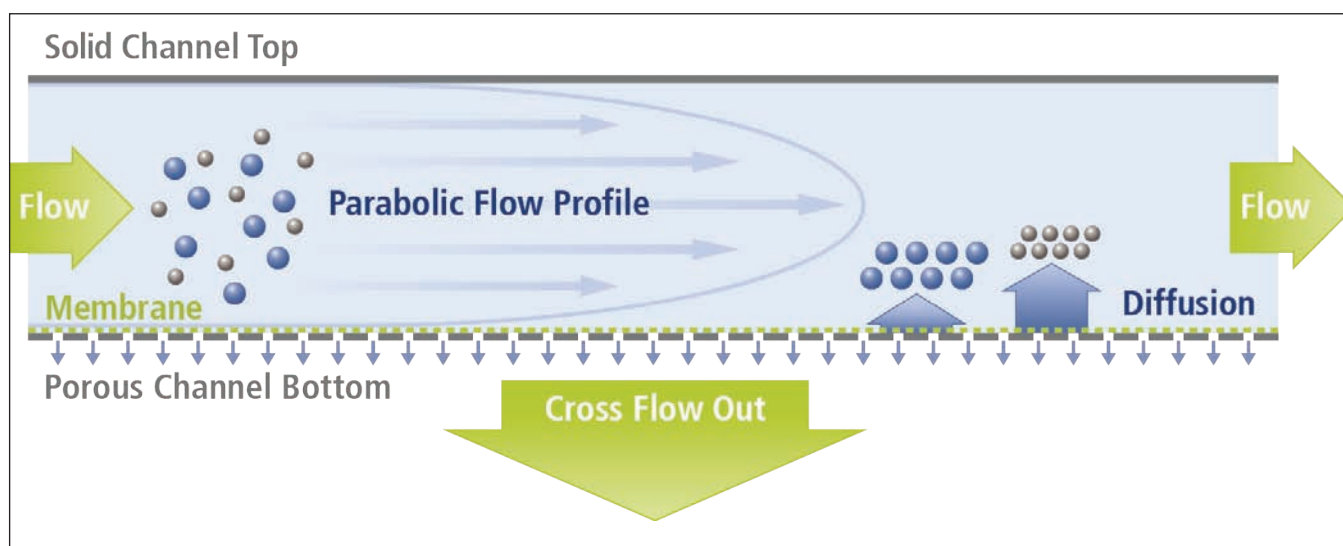 Solid Channel Top
Flow
Parabolic Flow Profile
Flow
Membrane
Diffusion
Porous Channel Bottom
Cross Flow Out